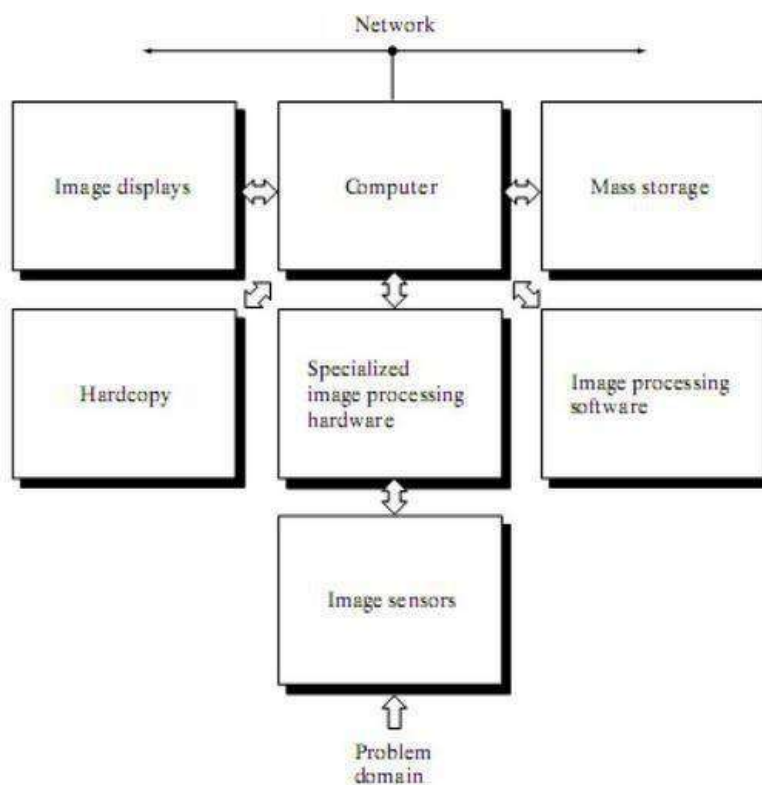 Network
Image displays
Computer
Mass storage
Hardcopy
Specialized
image processing
hardware
Image processing
software
Image sensors
Problem
domain